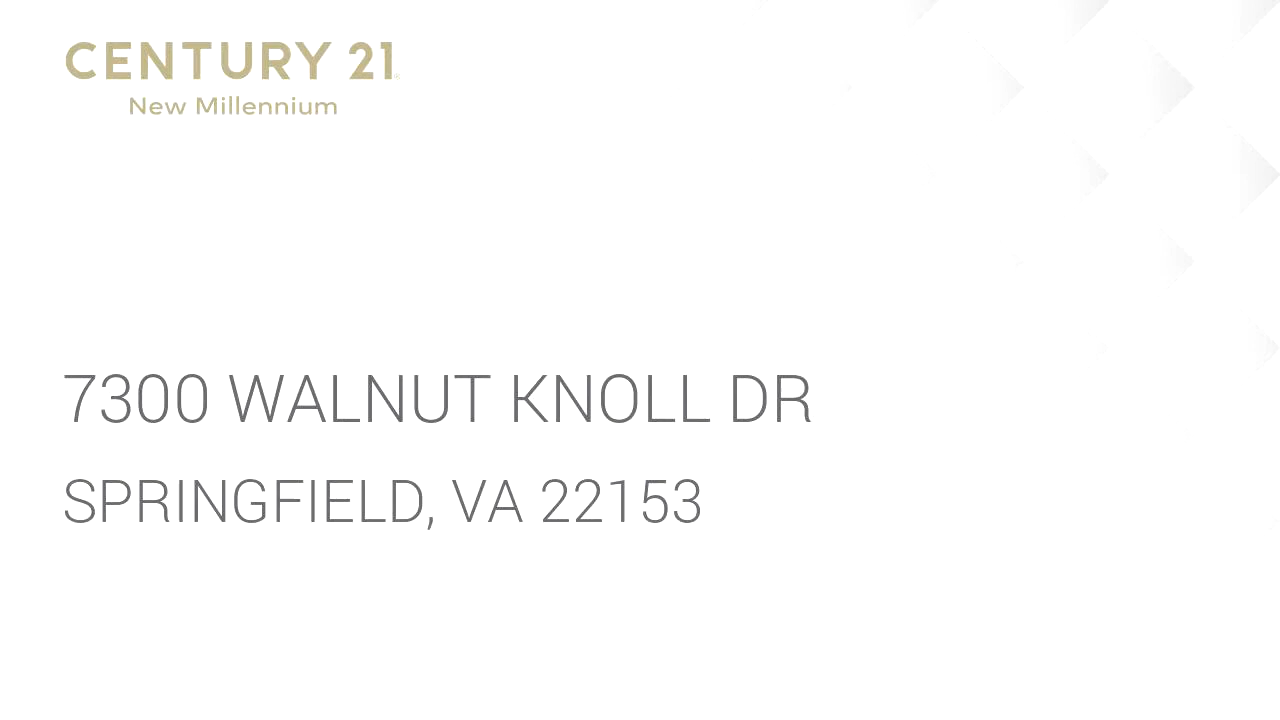 CENTURY 21
New Millennium
7300 WALNUT KNOLL DR
SPRINGFIELD, VA 22153